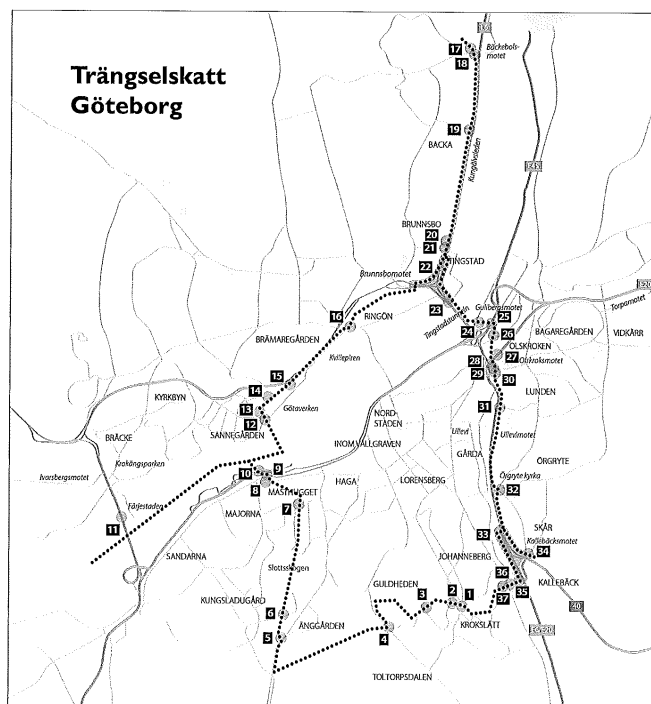 Trängselskatt
Göteborg
17
Bäckebols-
motet
18
19
BACKA
Kungälvsleden
BRUNNSBO
20
21
TINGSTAD
22
Brunnsbomotet
23
Tingstadstunneln
Gullbergsmotet
25
24
26
BAGAREGÅRDEN
Torpamotet
VIDKÄRR
16
RINGÖN
BRÄMAREGÅRDEN
Kvillepiren
OLSKROKEN
27
Olskroksmotet
28
29
30
LUNDEN
15
14
KYRKBYN
13
Götaverken
12
SANNEGÅRDEN
NORD-
STADEN
31
Ullevi
Ullevimotet
BRÄCKE
INOM VALLGRAVEN
GÅRDA
ÖRGRYTE
Krokängsparken
Ivarsbergsmotet
10
9
8
MASTHUGGET
HAGA
LORENSBERG
Örgryte kyrka
32
7
MAJORNA
Färjestaden
11
SKÅR
33
Kallebäcksmotet
34
SANDARNA
JOHANNEBERG
Slottsskogen
GULDHEDEN
36
KALLEBÄCK
35
37
KUNGSLADUGÅRD
3
2
1
40
6
ÄNGGÅRDEN
KROKSLÄTT
5
4
TOLTORPSDALEN